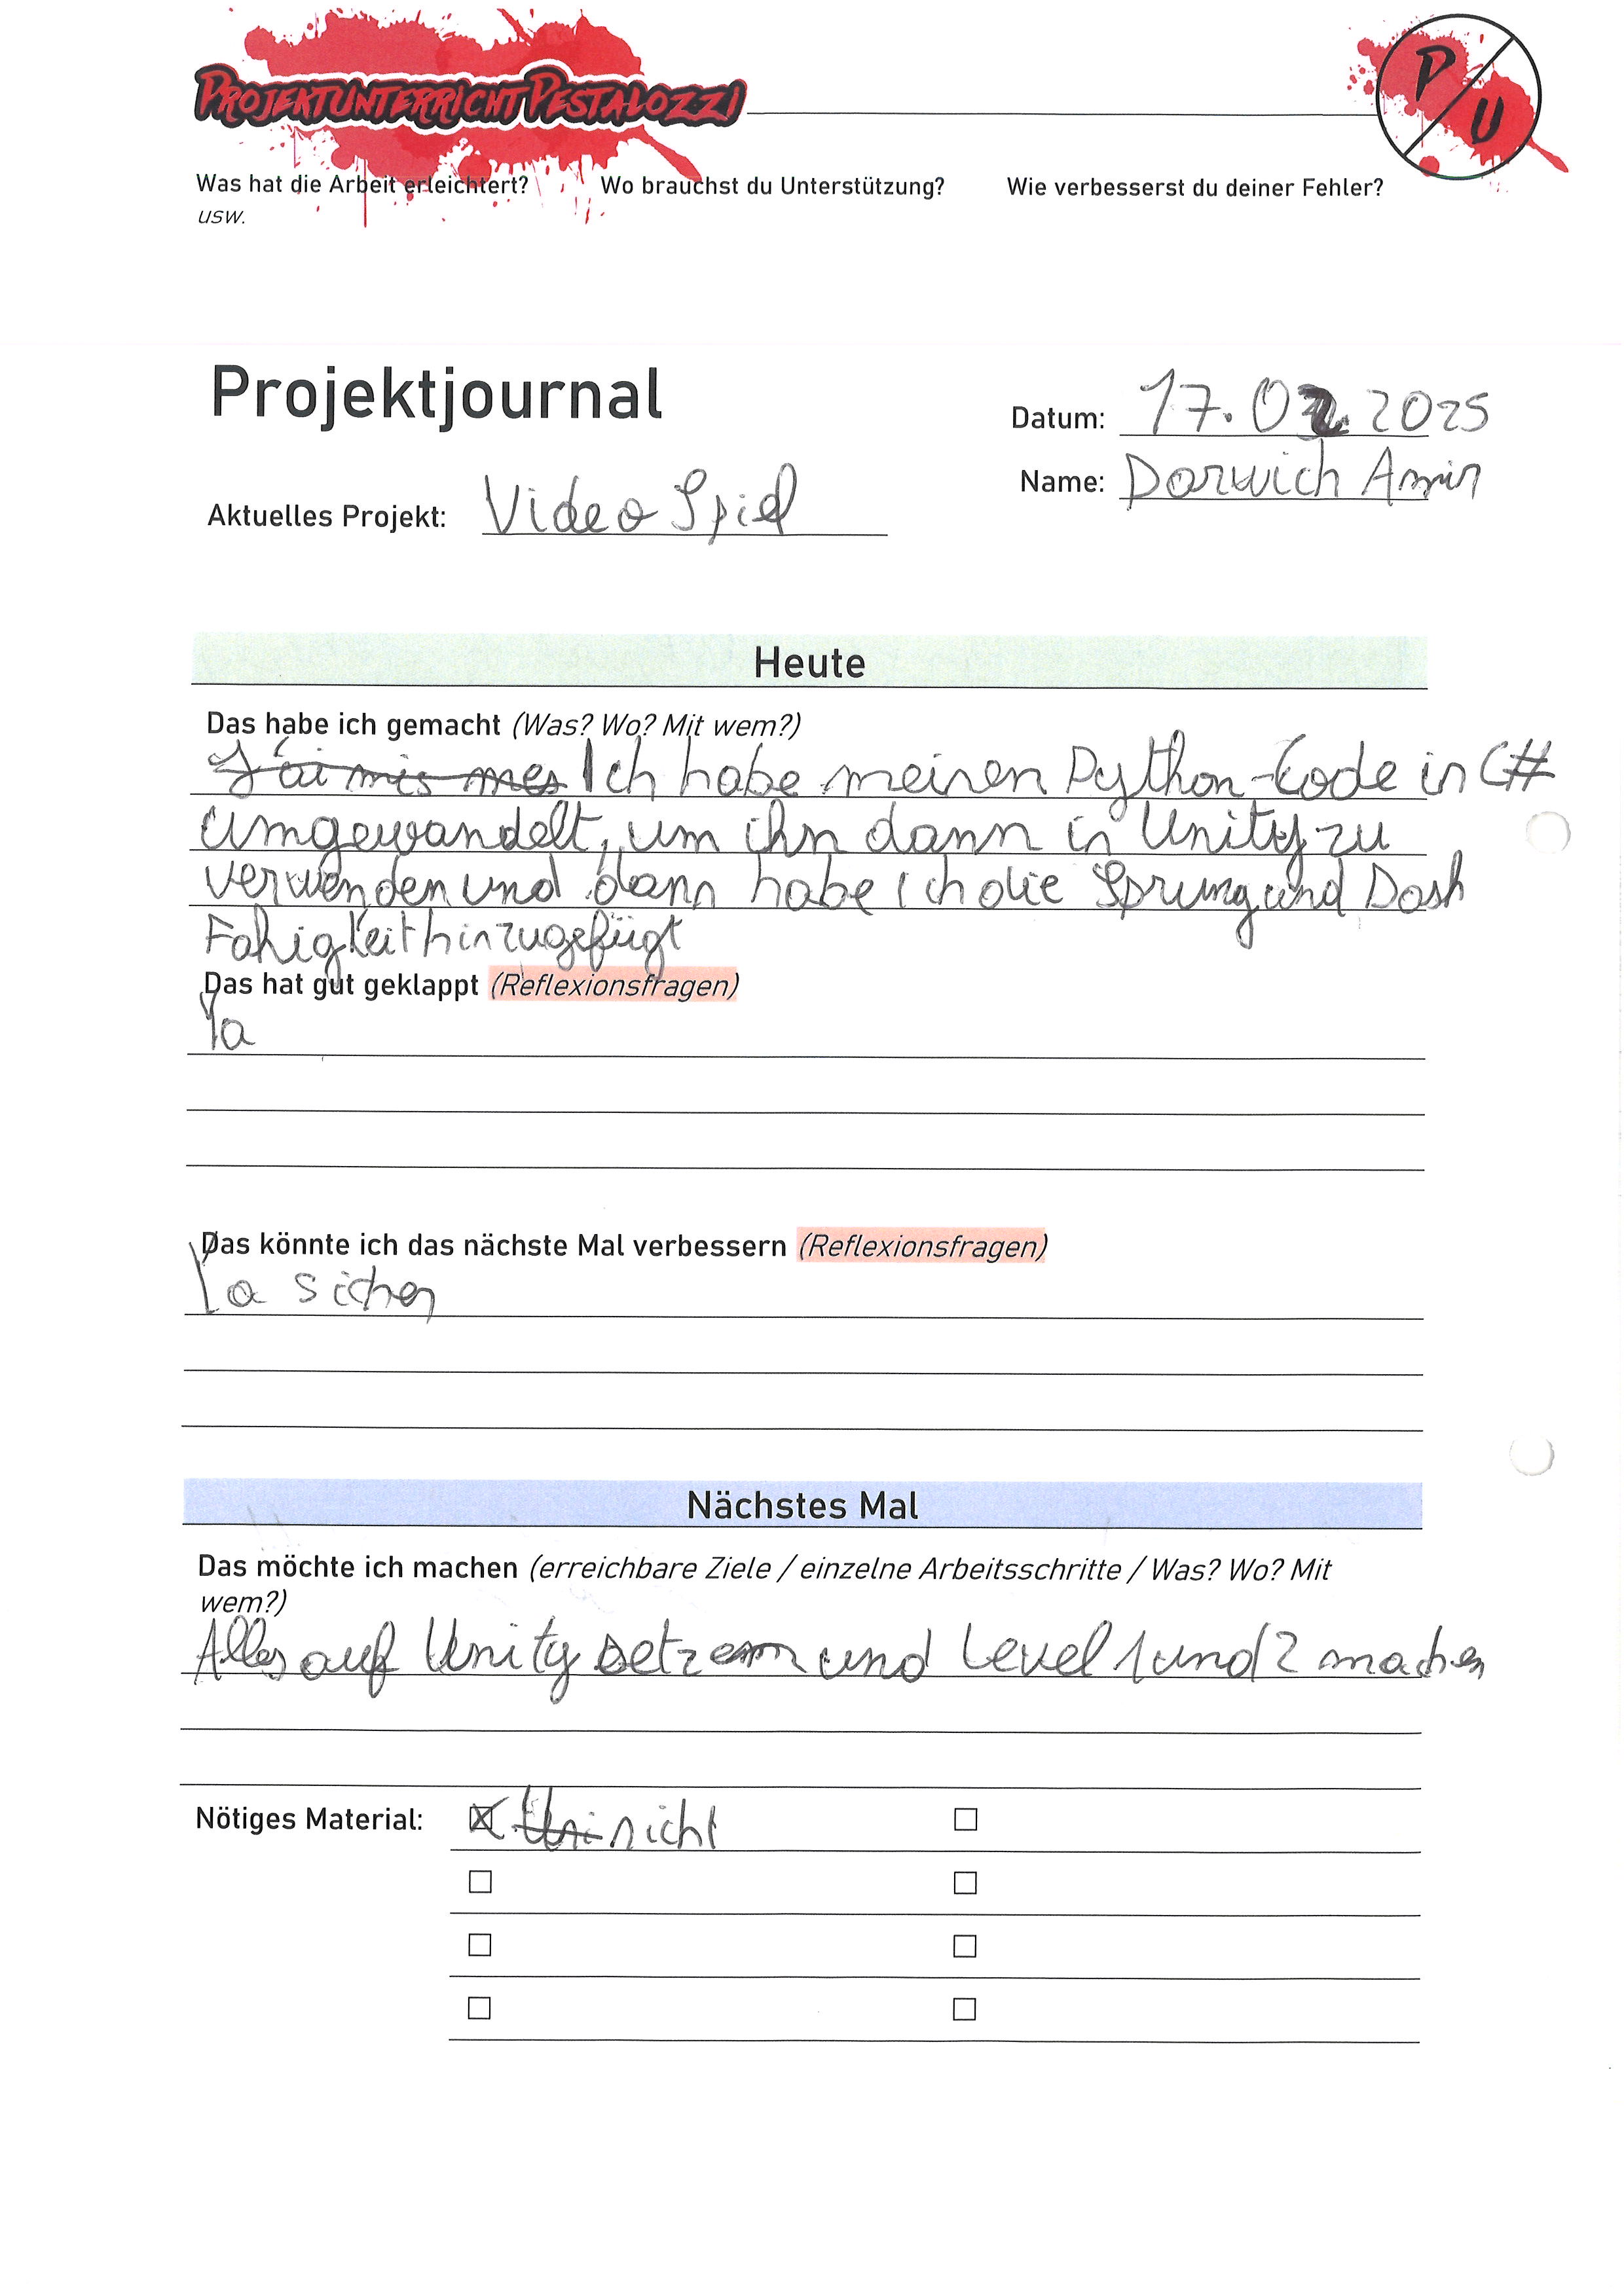 PROJEKTUNTERRICHT PESTALOZZI
P U
Was hat die Arbeit erleichtert? Wo brauchst du Unterstützung? Wie verbesserst du deiner Fehler?
usw.
Projektjournal
Datum: 17.02.2025
Name: Darwich Amir
Aktuelles Projekt: Video Spiel
Heute
Das habe ich gemacht (Was? Wo? Mit wem?)
J'ai mis mes Ich habe meinen Python-Code in C#
umgewandelt, um ihn dann in Unity zu
verwenden und dann habe ich die Sprung und Dash
Fahigkeit hinzugefügt
Das hat gut geklappt (Reflexionsfragen)
Ya
Das könnte ich das nächste Mal verbessern (Reflexionsfragen)
Ya sicher
Nächstes Mal
Das möchte ich machen (erreichbare Ziele / einzelne Arbeitsschritte / Was? Wo? Mit
wem?)
Alles auf Unity setzen und Level 1 und 2 machen
Nötiges Material: ☒ Uni nicht ☐
☐ ☐
☐ ☐
☐ ☐